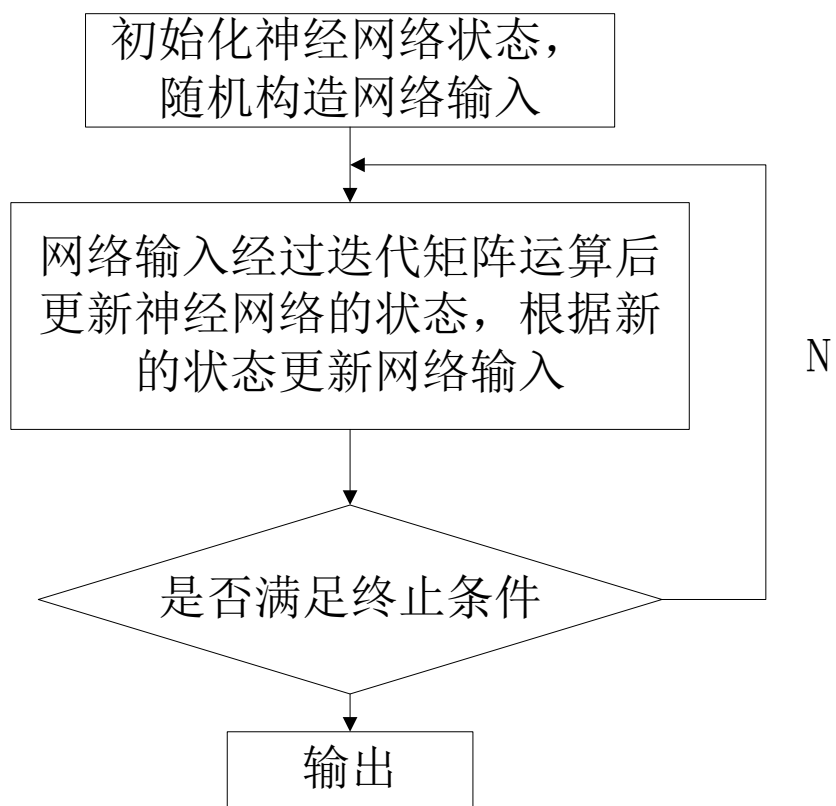 初始化神经网络状态，
随机构造网络输入
网络输入经过迭代矩阵运算后
更新神经网络的状态，根据新
的状态更新网络输入
N
是否满足终止条件
输出